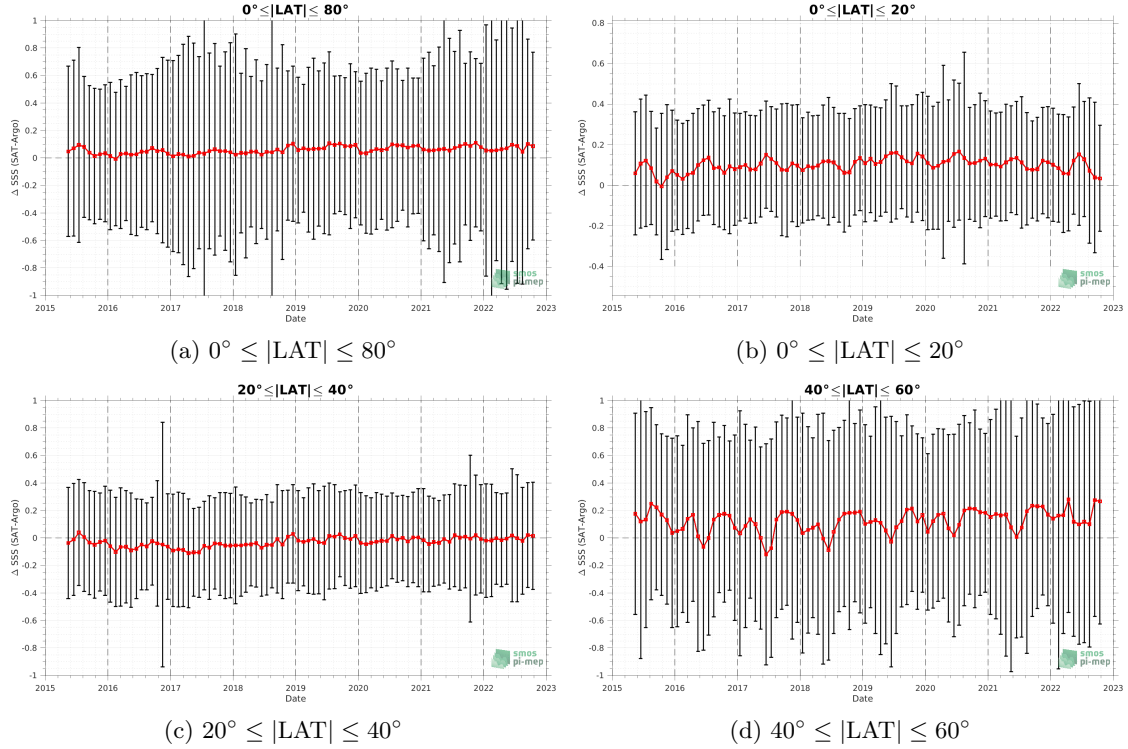 0°≤|LAT|≤ 80°
Δ SSS (SAT-Argo)
1
0.8
0.6
0.4
0.2
0
-0.2
-0.4
-0.6
-0.8
-1
2015 2016 2017 2018 2019 2020 2021 2022 2023
Date
smos
pi-mep
(a) 0° ≤ |LAT| ≤ 80°
0°≤|LAT|≤ 20°
Δ SSS (SAT-Argo)
0.8
0.6
0.4
0.2
0
-0.2
-0.4
2015 2016 2017 2018 2019 2020 2021 2022 2023
Date
smos
pi-mep
(b) 0° ≤ |LAT| ≤ 20°
20°≤|LAT|≤ 40°
Δ SSS (SAT-Argo)
1
0.8
0.6
0.4
0.2
0
-0.2
-0.4
-0.6
-0.8
-1
2015 2016 2017 2018 2019 2020 2021 2022 2023
Date
smos
pi-mep
(c) 20° ≤ |LAT| ≤ 40°
40°≤|LAT|≤ 60°
Δ SSS (SAT-Argo)
1
0.8
0.6
0.4
0.2
0
-0.2
-0.4
-0.6
-0.8
-1
2015 2016 2017 2018 2019 2020 2021 2022 2023
Date
smos
pi-mep
(d) 40° ≤ |LAT| ≤ 60°